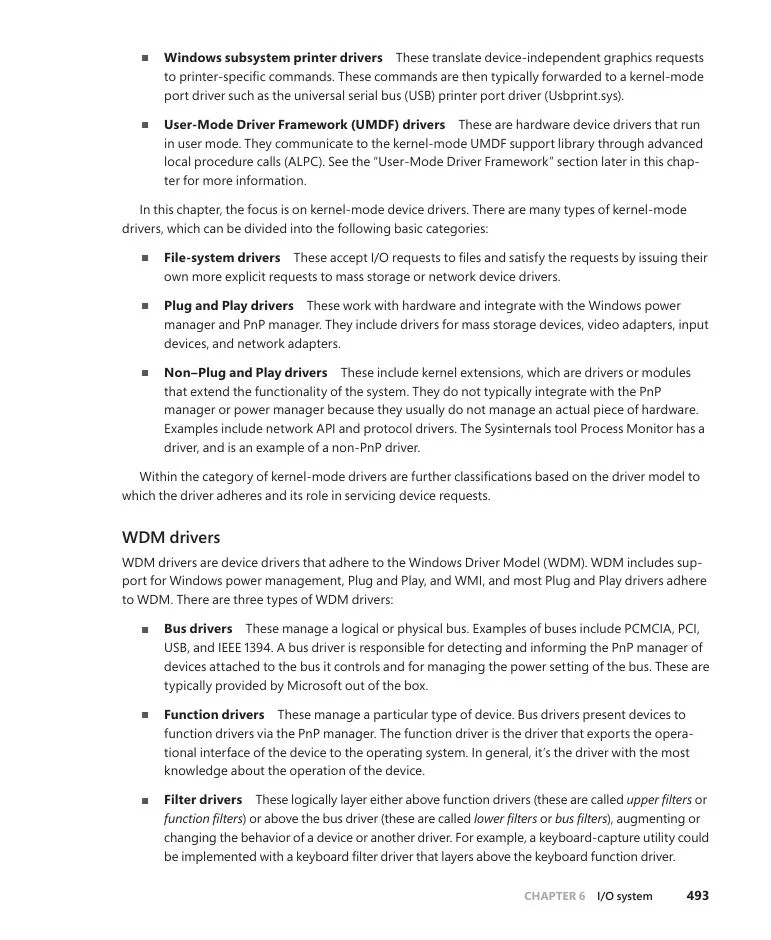 ■ Windows subsystem printer drivers These translate device-independent graphics requests
to printer-specific commands. These commands are then typically forwarded to a kernel-mode
port driver such as the universal serial bus (USB) printer port driver (Usbprint.sys).
■ User-Mode Driver Framework (UMDF) drivers These are hardware device drivers that run
in user mode. They communicate to the kernel-mode UMDF support library through advanced
local procedure calls (ALPC). See the “User-Mode Driver Framework” section later in this chap-
ter for more information.
In this chapter, the focus is on kernel-mode device drivers. There are many types of kernel-mode
drivers, which can be divided into the following basic categories:
■ File-system drivers These accept I/O requests to files and satisfy the requests by issuing their
own more explicit requests to mass storage or network device drivers.
■ Plug and Play drivers These work with hardware and integrate with the Windows power
manager and PnP manager. They include drivers for mass storage devices, video adapters, input
devices, and network adapters.
■ Non–Plug and Play drivers These include kernel extensions, which are drivers or modules
that extend the functionality of the system. They do not typically integrate with the PnP
manager or power manager because they usually do not manage an actual piece of hardware.
Examples include network API and protocol drivers. The Sysinternals tool Process Monitor has a
driver, and is an example of a non-PnP driver.
Within the category of kernel-mode drivers are further classifications based on the driver model to
which the driver adheres and its role in servicing device requests.
WDM drivers
WDM drivers are device drivers that adhere to the Windows Driver Model (WDM). WDM includes sup-
port for Windows power management, Plug and Play, and WMI, and most Plug and Play drivers adhere
to WDM. There are three types of WDM drivers:
■ Bus drivers These manage a logical or physical bus. Examples of buses include PCMCIA, PCI,
USB, and IEEE 1394. A bus driver is responsible for detecting and informing the PnP manager of
devices attached to the bus it controls and for managing the power setting of the bus. These are
typically provided by Microsoft out of the box.
■ Function drivers These manage a particular type of device. Bus drivers present devices to
function drivers via the PnP manager. The function driver is the driver that exports the opera-
tional interface of the device to the operating system. In general, it’s the driver with the most
knowledge about the operation of the device.
■ Filter drivers These logically layer either above function drivers (these are called upper filters or
function filters) or above the bus driver (these are called lower filters or bus filters), augmenting or
changing the behavior of a device or another driver. For example, a keyboard-capture utility could
be implemented with a keyboard filter driver that layers above the keyboard function driver.
CHAPTER 6 I/O system 493